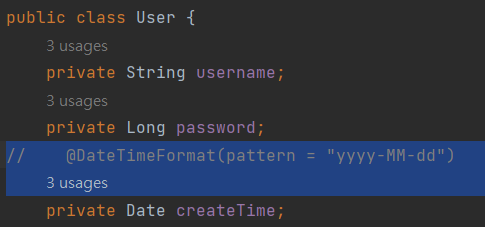 public class User {
3 usages
private String username;
3 usages
private Long password;
// @DateTimeFormat(pattern = "yyyy-MM-dd")
3 usages
private Date createTime;